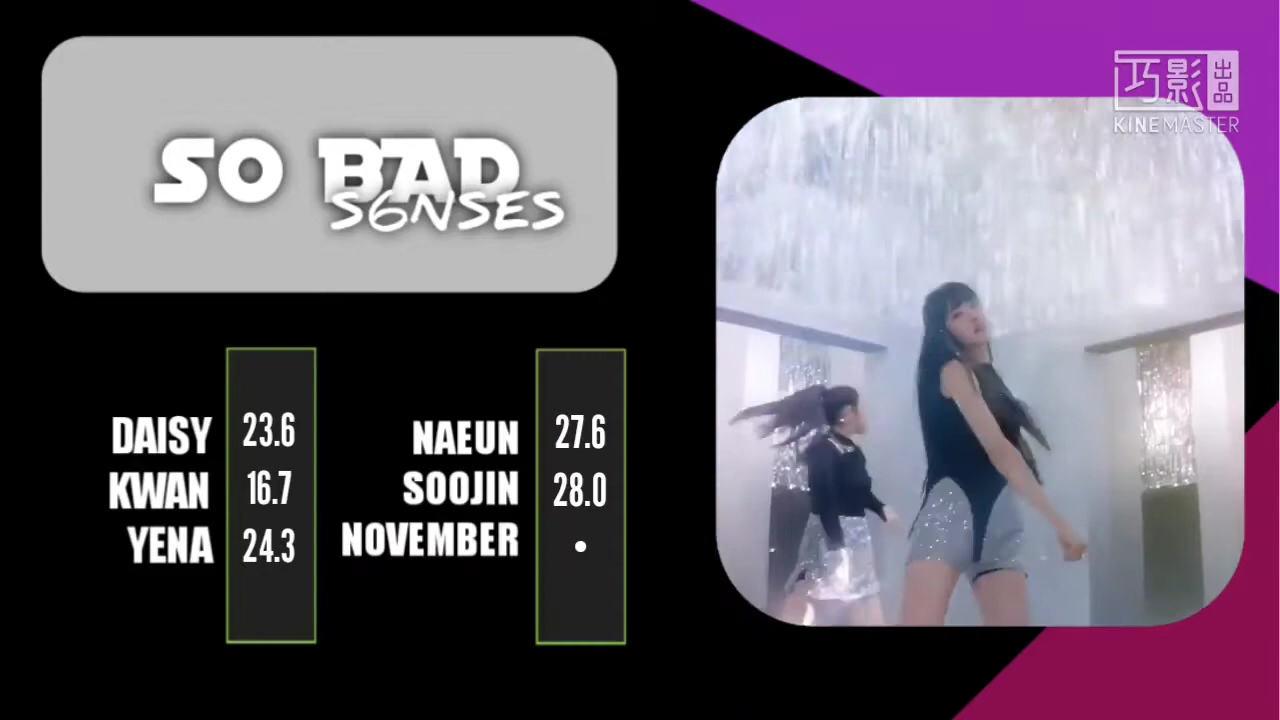 SO BAD
S6NSES
DAISY 23.6
KWAN 16.7
YENA 24.3
NAEUN 27.6
SOOJIN 28.0
NOVEMBER •
巧影 出品
KINEMASTER